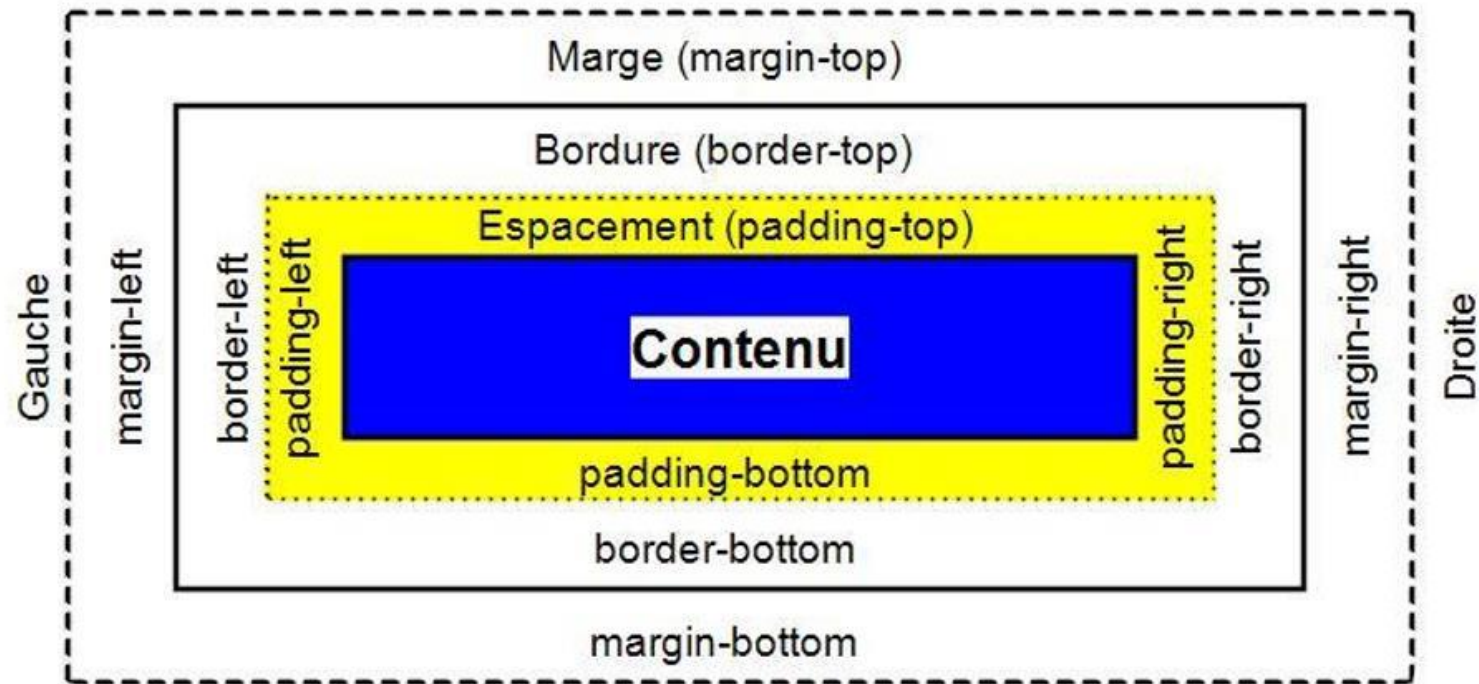 Marge (margin-top)
Bordure (border-top)
Espacement (padding-top)
Gauche
margin-left
border-left
padding-left
Contenu
padding-right
border-right
margin-right
Droite
padding-bottom
border-bottom
margin-bottom